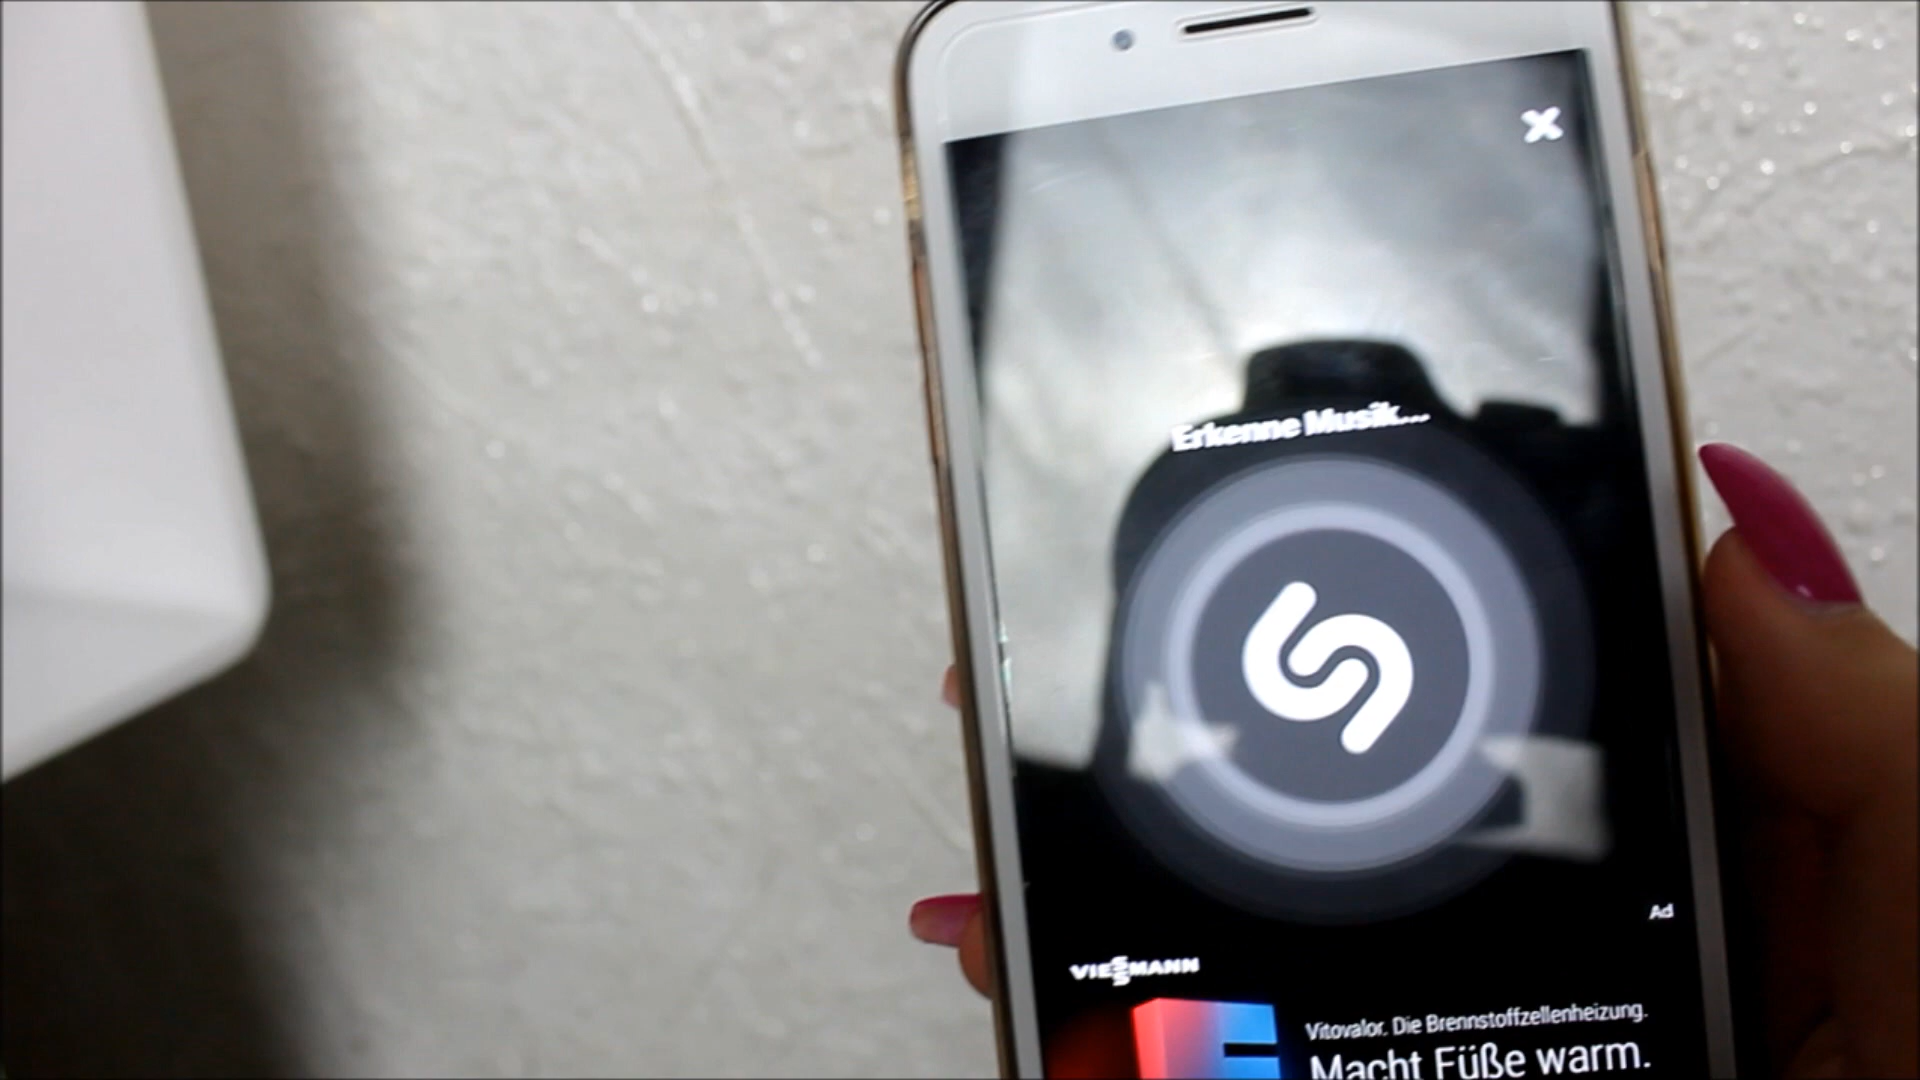 Erkenne Musik...
Ad
VIESSMANN
Vitovalor. Die Brennstoffzellenheizung.
Macht Füße warm.